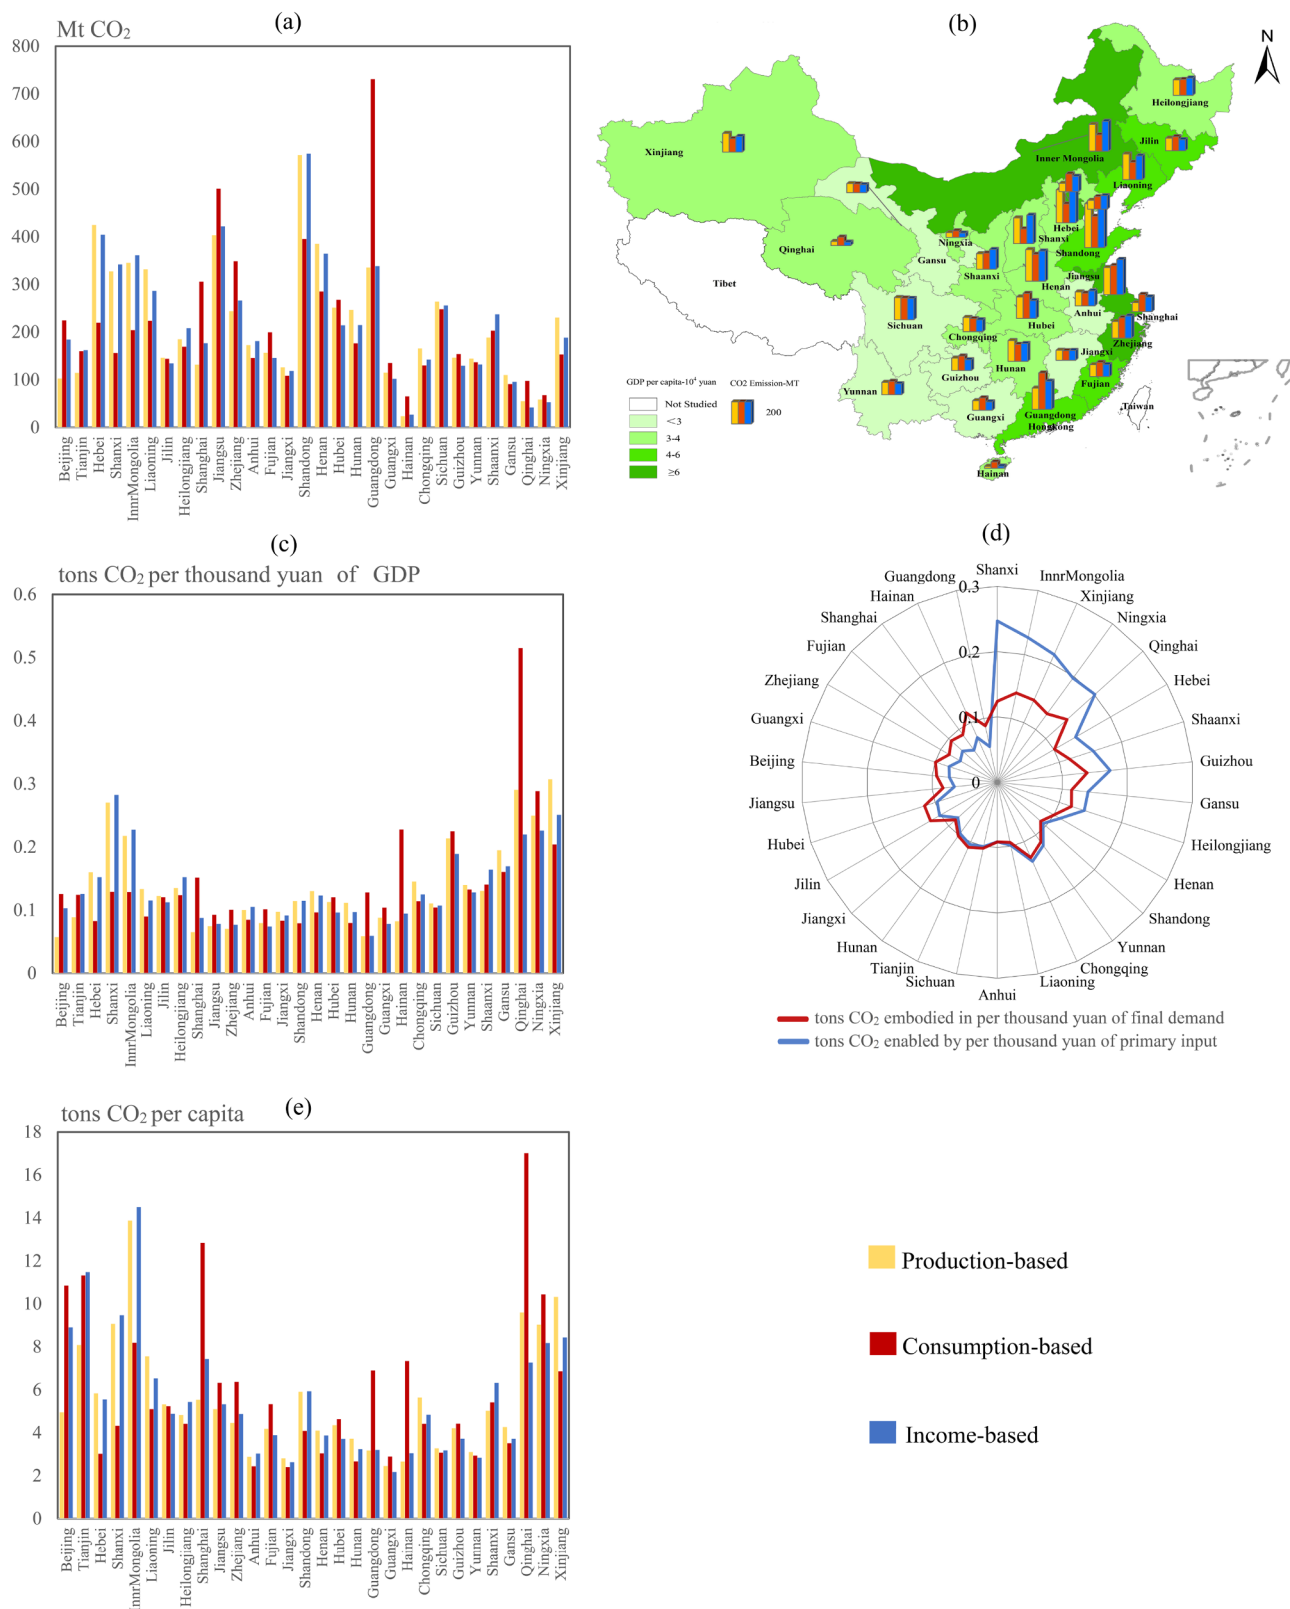 (a)
Mt CO₂
800
700
600
500
400
300
200
100
0
Beijing
Tianjin
Hebei
Shanxi
InnrMongolia
Liaoning
Jilin
Heilongjiang
Shanghai
Jiangsu
Zhejiang
Anhui
Fujian
Jiangxi
Shandong
Henan
Hubei
Hunan
Guangdong
Guangxi
Hainan
Chongqing
Sichuan
Guizhou
Yunnan
Shaanxi
Gansu
Qinghai
Ningxia
Xinjiang
(b)
N
Heilongjiang
Jilin
Xinjiang
Inner Mongolia
Liaoning
Hebei
Ningxia
Shanxi
Qinghai
Shandong
Gansu
Shaanxi
Jiangsu
Tibet
Henan
Anhui
Shanghai
Sichuan
Hubei
Zhejiang
Chongqing
Jiangxi
Hunan
Guizhou
Fujian
Yunnan
Guangxi
Guangdong
Taiwan
Hongkong
Hainan
GDP per capita-10⁴ yuan
CO2 Emission-MT
Not Studied
<3
3-4
4-6
≥6
200
(c)
tons CO₂ per thousand yuan of GDP
0.6
0.5
0.4
0.3
0.2
0.1
0
Beijing
Tianjin
Hebei
Shanxi
InnrMongolia
Liaoning
Jilin
Heilongjiang
Shanghai
Jiangsu
Zhejiang
Anhui
Fujian
Jiangxi
Shandong
Henan
Hubei
Hunan
Guangdong
Guangxi
Hainan
Chongqing
Sichuan
Guizhou
Yunnan
Shaanxi
Gansu
Qinghai
Ningxia
Xinjiang
(d)
Shanxi
InnrMongolia
Xinjiang
Ningxia
Qinghai
Hebei
Shaanxi
Guizhou
Gansu
Heilongjiang
Henan
Shandong
Yunnan
Chongqing
Liaoning
Anhui
Sichuan
Tianjin
Hunan
Jiangxi
Jilin
Hubei
Jiangsu
Beijing
Guangxi
Zhejiang
Fujian
Shanghai
Hainan
Guangdong
0.3
0.2
0.1
0
tons CO₂ embodied in per thousand yuan of final demand
tons CO₂ enabled by per thousand yuan of primary input
(e)
tons CO₂ per capita
18
16
14
12
10
8
6
4
2
0
Beijing
Tianjin
Hebei
Shanxi
InnrMongolia
Liaoning
Jilin
Heilongjiang
Shanghai
Jiangsu
Zhejiang
Anhui
Fujian
Jiangxi
Shandong
Henan
Hubei
Hunan
Guangdong
Guangxi
Hainan
Chongqing
Sichuan
Guizhou
Yunnan
Shaanxi
Gansu
Qinghai
Ningxia
Xinjiang
Production-based
Consumption-based
Income-based